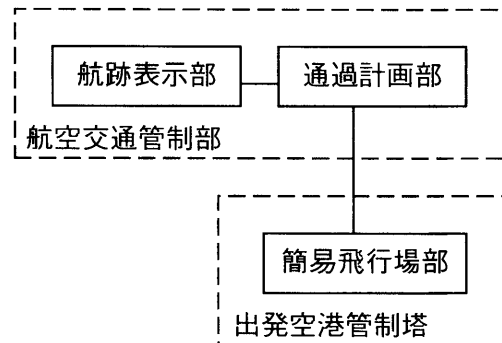 航跡表示部
通過計画部
航空交通管制部
簡易飛行場部
出発空港管制塔